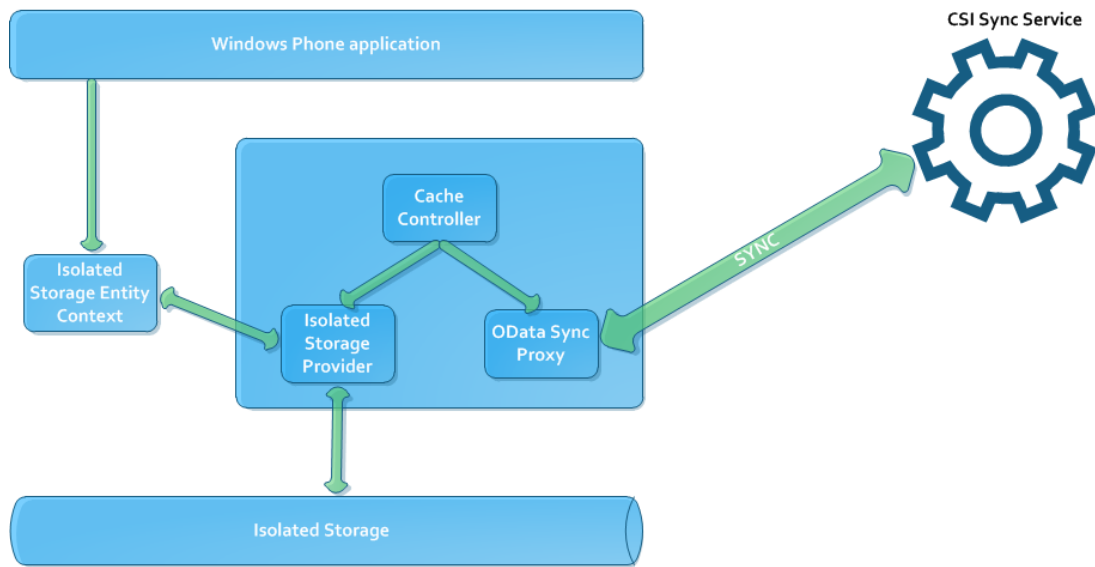 CSI Sync Service
Windows Phone application
Cache
Controller
SYNC
Isolated
Storage Entity
Context
Isolated
Storage
Provider
OData Sync
Proxy
Isolated Storage